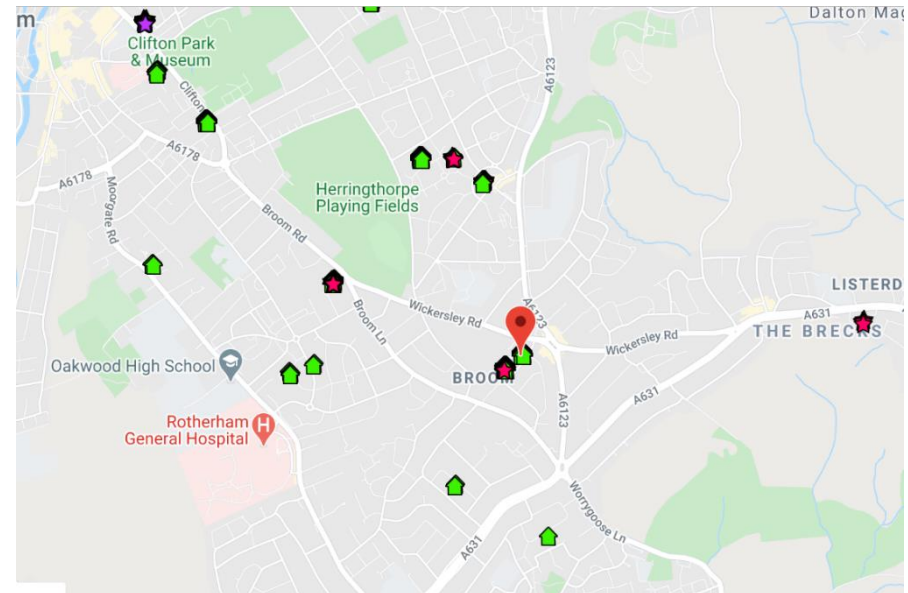 m
Dalton Mag
Clifton Park
& Museum
A6123
Clifton
A6178
A6178
Moorgate Rd
Herringthorpe
Playing Fields
Broom Rd
LISTERD
A6123
A631
Wickersley Rd
THE BRECKS
Broom Ln
Wickersley Rd
Oakwood High School
BROOM
A631
A6123
Rotherham
General Hospital
H
Worrygoose Ln
A631